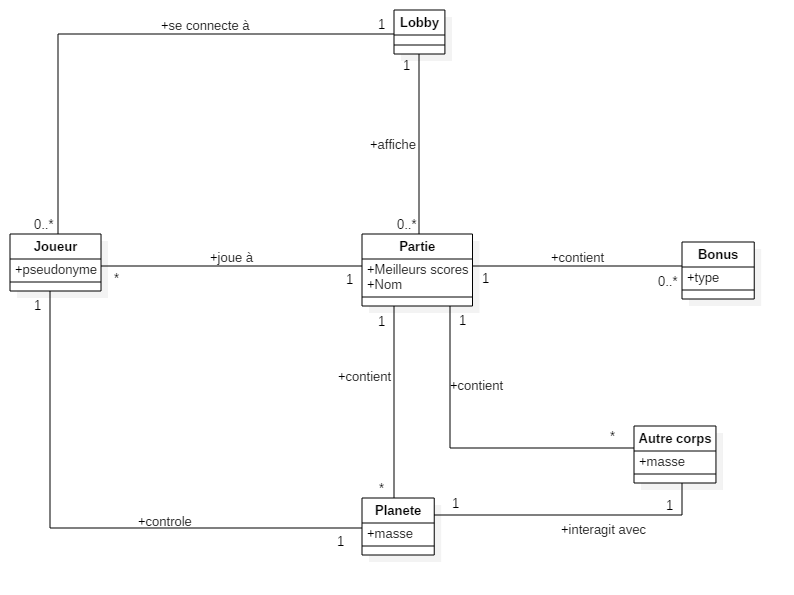 +se connecte à
1
Lobby
1
+affiche
0..*
0..*
Joueur
+pseudonyme
*
+joue à
1
Partie
+Meilleurs scores
+Nom
1
+contient
0..*
Bonus
+type
1
1
1
+contient
+contient
*
Autre corps
+masse
*
Planete
+masse
1
1
+interagit avec
+controle
1